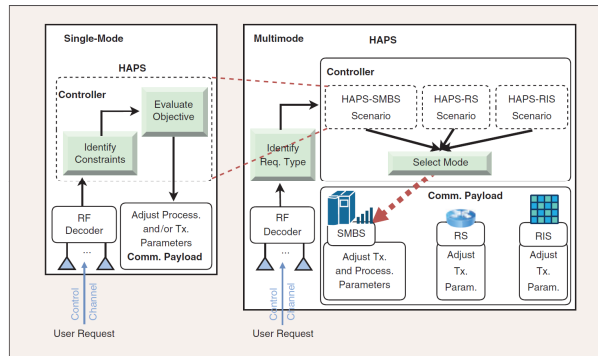 Single-Mode
HAPS
Controller
Evaluate
Objective
Identify
Constraints
RF
Decoder
...
Adjust Process.
and/or Tx.
Parameters
Comm. Payload
Control
Channel
User Request
Multimode
HAPS
Controller
HAPS-SMBS
Scenario
HAPS-RS
Scenario
HAPS-RIS
Scenario
Identify
Req. Type
Select Mode
RF
Decoder
...
Comm. Payload
SMBS
Adjust Tx.
and Process.
Parameters
RS
Adjust
Tx.
Param.
RIS
Adjust
Tx.
Param.
Control
Channel
User Request